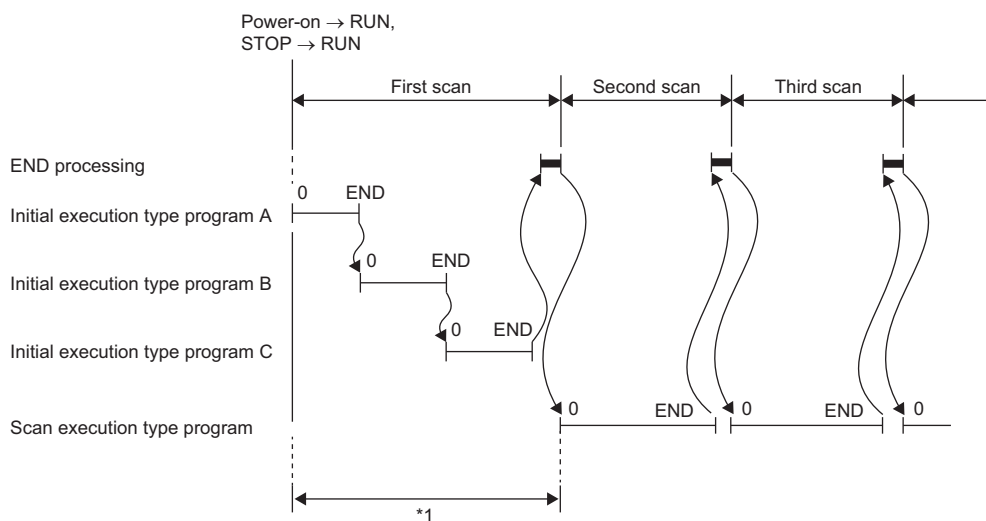 Power-on → RUN,
STOP → RUN
First scan
Second scan
Third scan
END processing
0
END
Initial execution type program A
0
END
Initial execution type program B
0
END
Initial execution type program C
0
END
0
END
0
Scan execution type program
*1